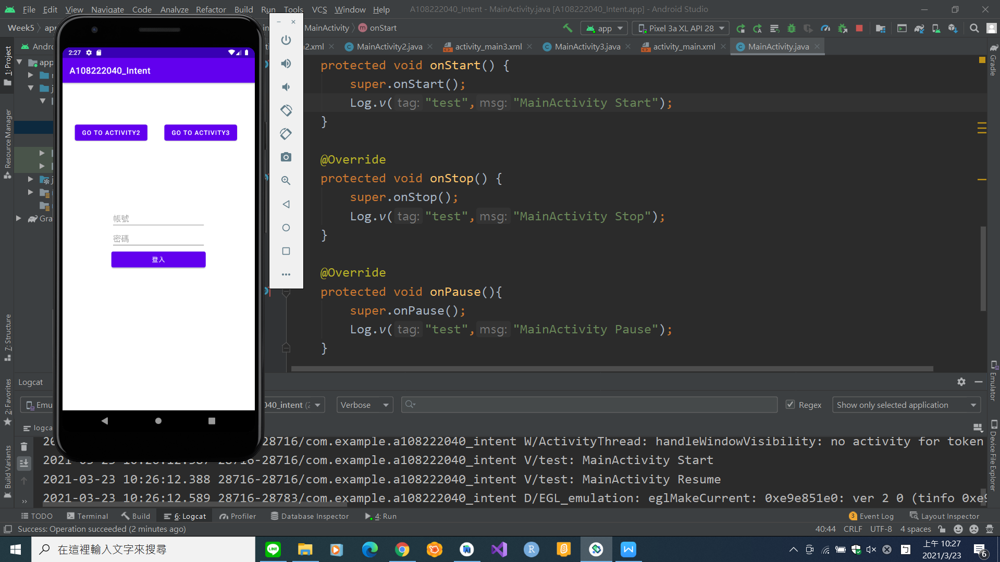 File Edit View Navigate Code Analyze Refactor Build Run Tools VCS Window Help
A108222040_Intent - MainActivity.java [A108222040_Intent.app] - Android Studio
Week5
MainActivity
onStart
app
Pixel 3a XL API 28
MainActivity2.java
activity_main3.xml
MainActivity3.java
activity_main.xml
MainActivity.java
1: Project
Resource Manager
Z: Structure
2: Favorites
Build Variants
app
Gradle
Emulator
Device File Explorer
2:27
A108222040_Intent
GO TO ACTIVITY2
GO TO ACTIVITY3
帳號
密碼
登入
protected void onStart() {
super.onStart();
Log.v( tag: "test", msg: "MainActivity Start");
}
@Override
protected void onStop() {
super.onStop();
Log.v( tag: "test", msg: "MainActivity Stop");
}
@Override
protected void onPause(){
super.onPause();
Log.v( tag: "test", msg: "MainActivity Pause");
}
Logcat
Emu
040_intent
Verbose
Regex
Show only selected application
logca
28716/com.example.a108222040_intent W/ActivityThread: handleWindowVisibility: no activity for token
28716-28716/com.example.a108222040_intent V/test: MainActivity Start
2021-03-23 10:26:12.388 28716-28716/com.example.a108222040_intent V/test: MainActivity Resume
2021-03-23 10:26:12.589 28716-28783/com.example.a108222040_intent D/EGL_emulation: eglMakeCurrent: 0xe9e851e0: ver 2 0 (tinfo 0xe9
TODO
Terminal
Build
6: Logcat
Profiler
Database Inspector
4: Run
3 Event Log
Layout Inspector
Success: Operation succeeded (2 minutes ago)
40:44 CRLF UTF-8 4 spaces
在這裡輸入文字來搜尋
上午 10:27
2021/3/23
6